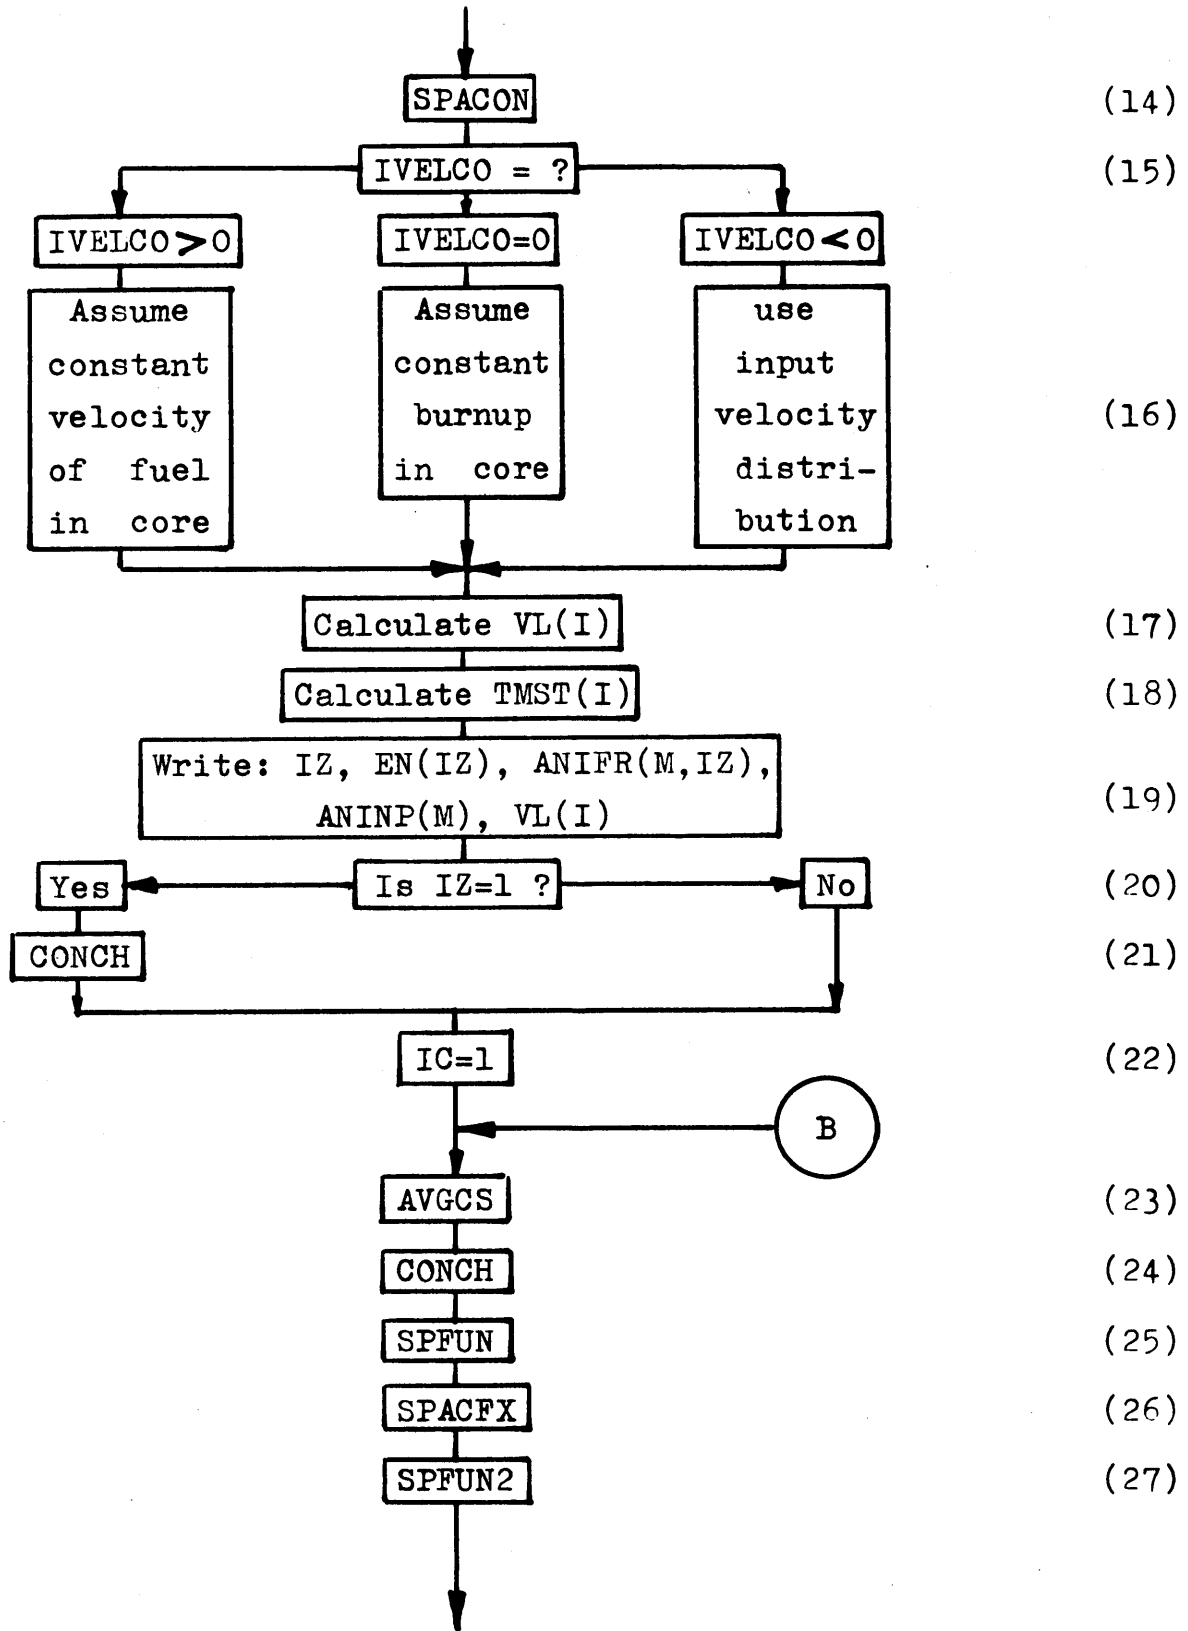 SPACON (14)
IVELCO = ? (15)
IVELCO>0
IVELCO=0
IVELCO<0
Assume
constant
velocity
of fuel
in core
Assume
constant
burnup
in core
use
input
velocity
distri-
bution
(16)
Calculate VL(I) (17)
Calculate TMST(I) (18)
Write: IZ, EN(IZ), ANIFR(M,IZ),
ANINP(M), VL(I)
(19)
Yes Is IZ=1 ? No (20)
CONCH (21)
IC=1 (22)
B
AVGCS (23)
CONCH (24)
SPFUN (25)
SPACFX (26)
SPFUN2 (27)